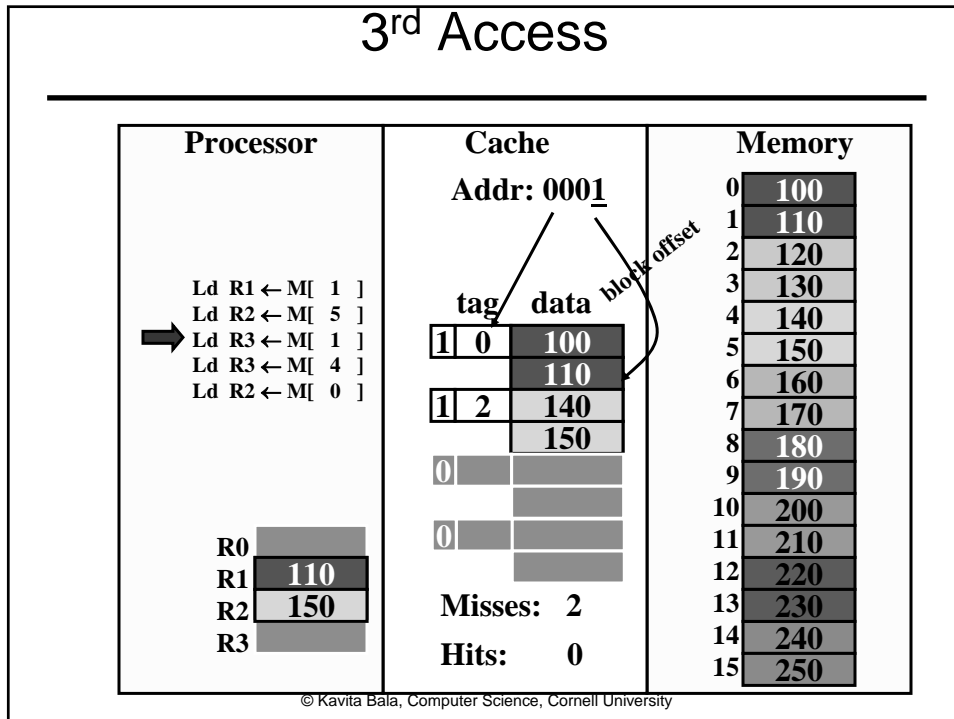 3rd Access
Processor
Cache
Memory
Addr: 0001
block offset
Ld R1 ← M[ 1 ]
Ld R2 ← M[ 5 ]
Ld R3 ← M[ 1 ]
Ld R3 ← M[ 4 ]
Ld R2 ← M[ 0 ]
tag data
1 0 100
110
1 2 140
150
0
0
R0
R1 110
R2 150
R3
Misses: 2
Hits: 0
0 100
1 110
2 120
3 130
4 140
5 150
6 160
7 170
8 180
9 190
10 200
11 210
12 220
13 230
14 240
15 250
© Kavita Bala, Computer Science, Cornell University